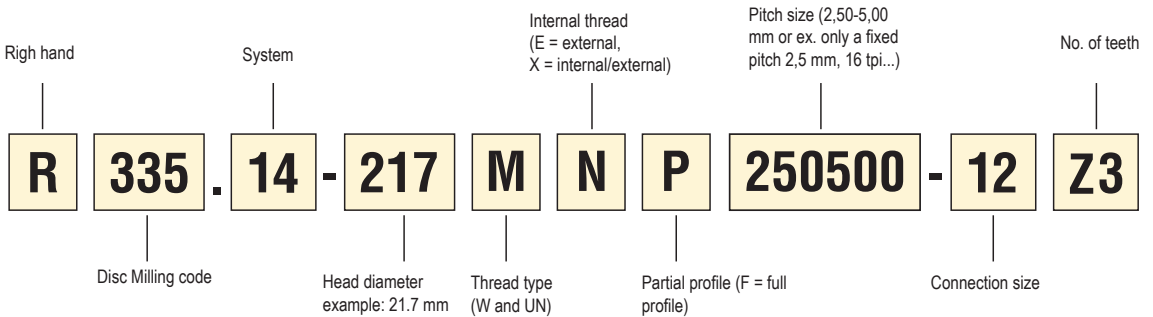 Righ hand
System
Internal thread
(E = external,
X = internal/external)
Pitch size (2,50-5,00
mm or ex. only a fixed
pitch 2,5 mm, 16 tpi...)
No. of teeth
R 335 . 14 - 217 M N P 250500 - 12 Z3
Disc Milling code
Head diameter
example: 21.7 mm
Thread type
(W and UN)
Partial profile (F = full
profile)
Connection size